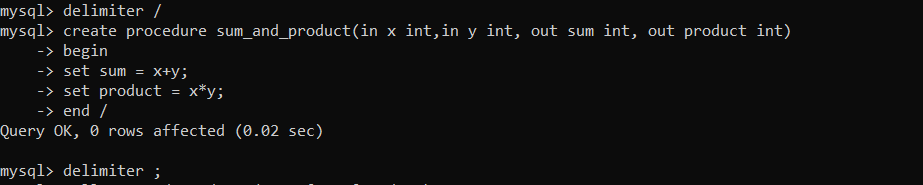 mysql> delimiter /
mysql> create procedure sum_and_product(in x int,in y int, out sum int, out product int)
    -> begin
    -> set sum = x+y;
    -> set product = x*y;
    -> end /
Query OK, 0 rows affected (0.02 sec)

mysql> delimiter ;